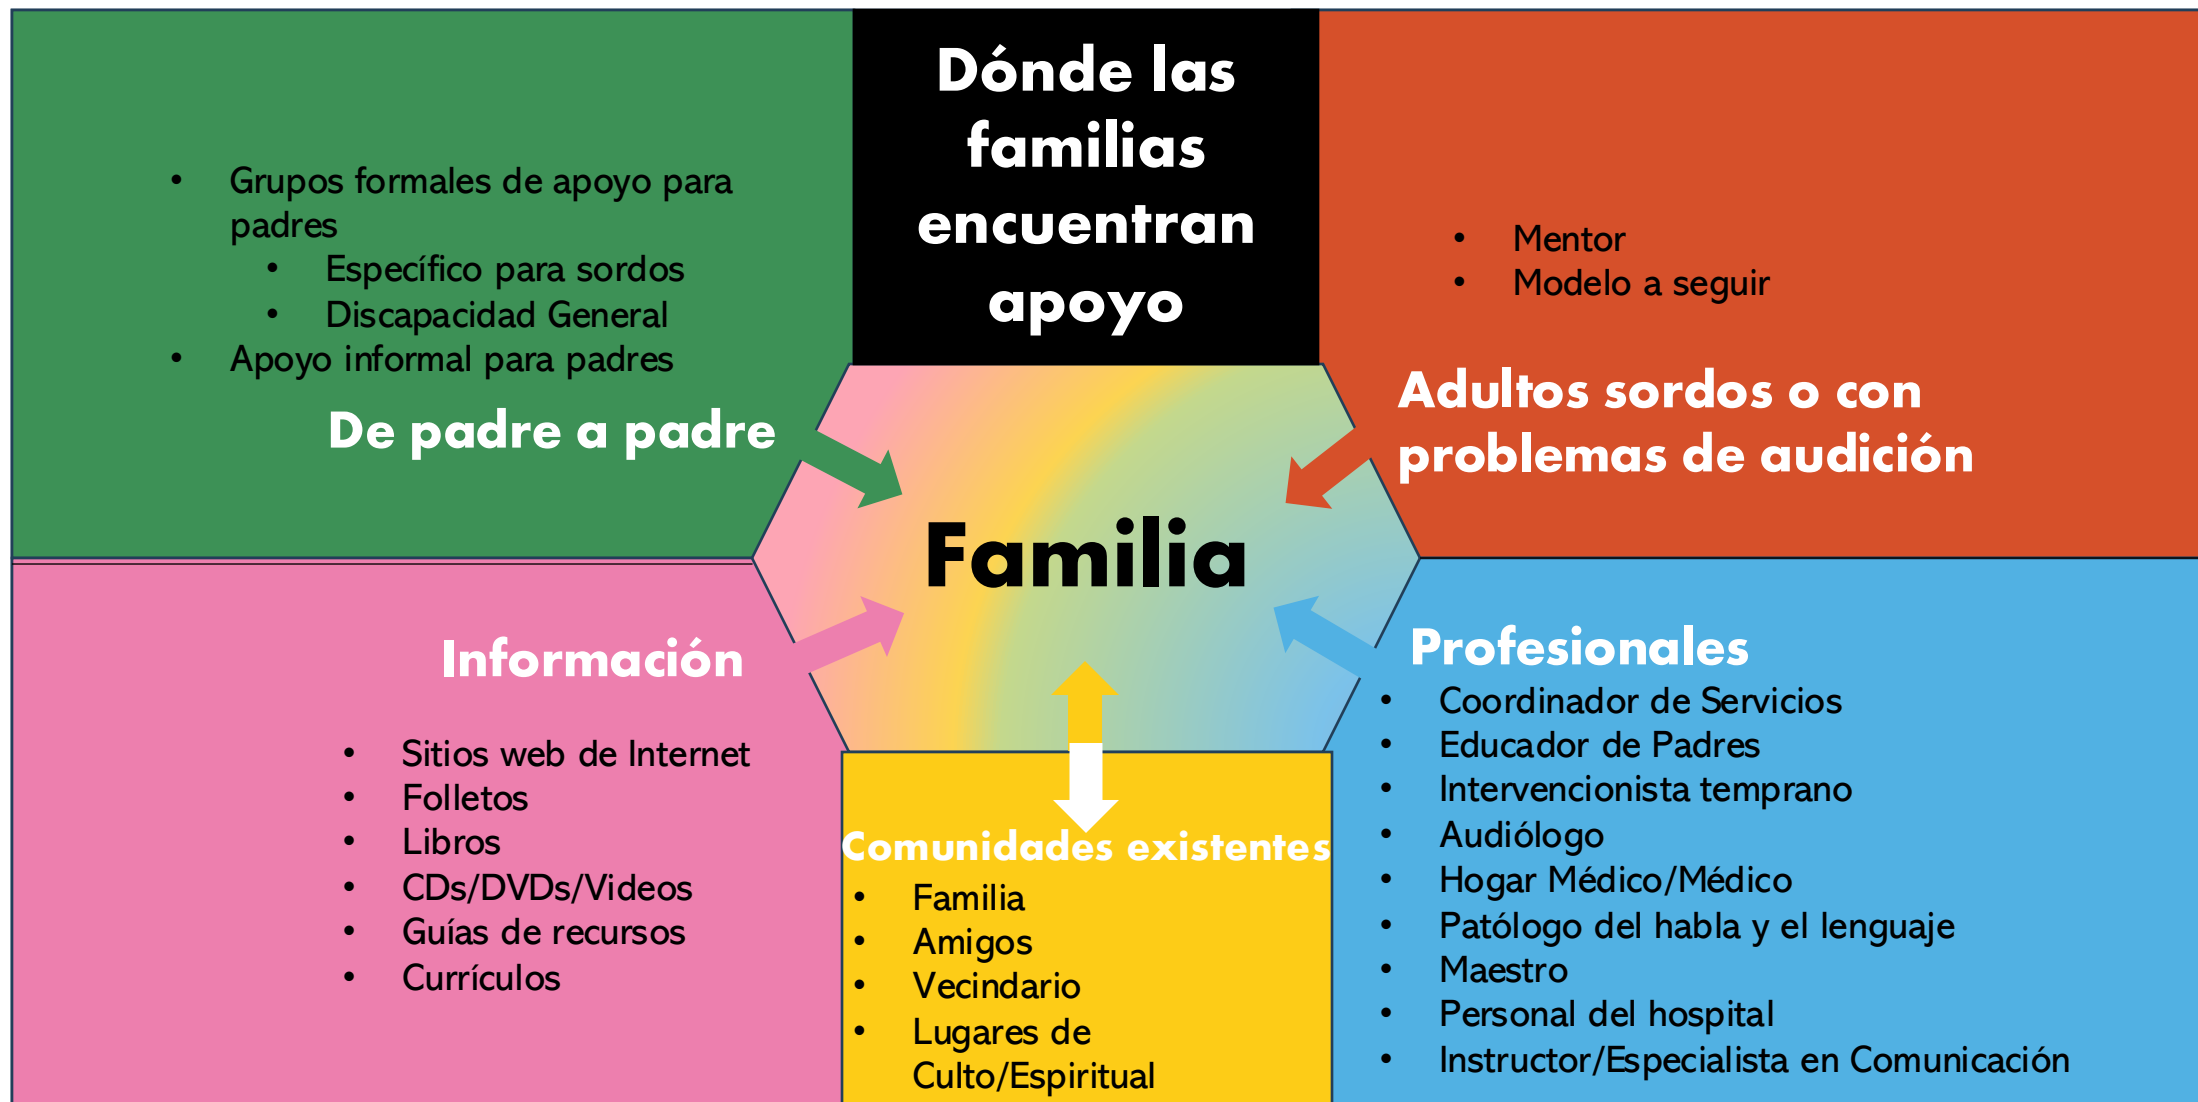 Dónde las
familias
encuentran
apoyo
• Grupos formales de apoyo para
padres
• Específico para sordos
• Discapacidad General
• Apoyo informal para padres
De padre a padre
• Mentor
• Modelo a seguir
Adultos sordos o con
problemas de audición
Familia
Información
• Sitios web de Internet
• Folletos
• Libros
• CDs/DVDs/Videos
• Guías de recursos
• Currículos
Comunidades existentes
• Familia
• Amigos
• Vecindario
• Lugares de
Culto/Espiritual
Profesionales
• Coordinador de Servicios
• Educador de Padres
• Intervencionista temprano
• Audiólogo
• Hogar Médico/Médico
• Patólogo del habla y el lenguaje
• Maestro
• Personal del hospital
• Instructor/Especialista en Comunicación